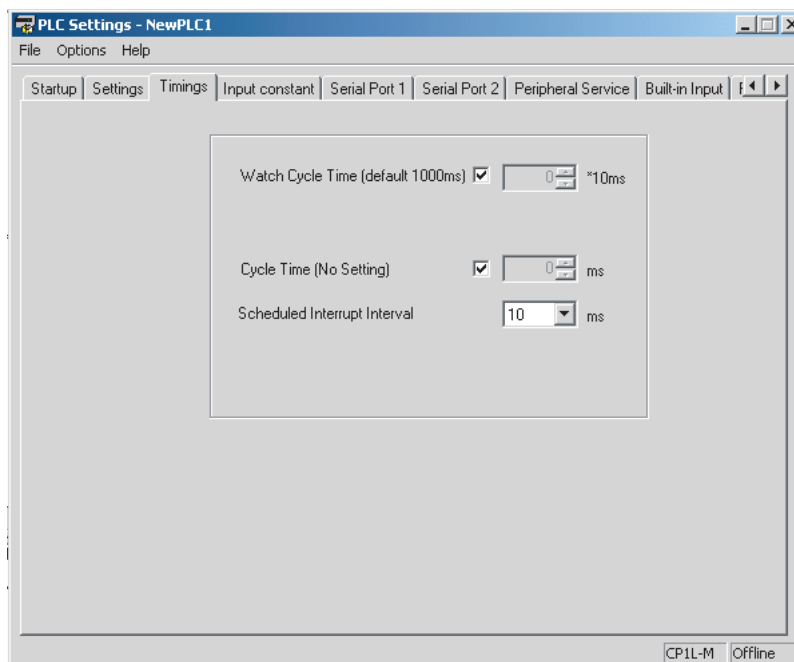 PLC Settings - NewPLC1
File Options Help
Startup Settings Timings Input constant Serial Port 1 Serial Port 2 Peripheral Service Built-in Input
Watch Cycle Time (default 1000ms) 0 *10ms
Cycle Time (No Setting) 0 ms
Scheduled Interrupt Interval 10 ms
CP1L-M Offline